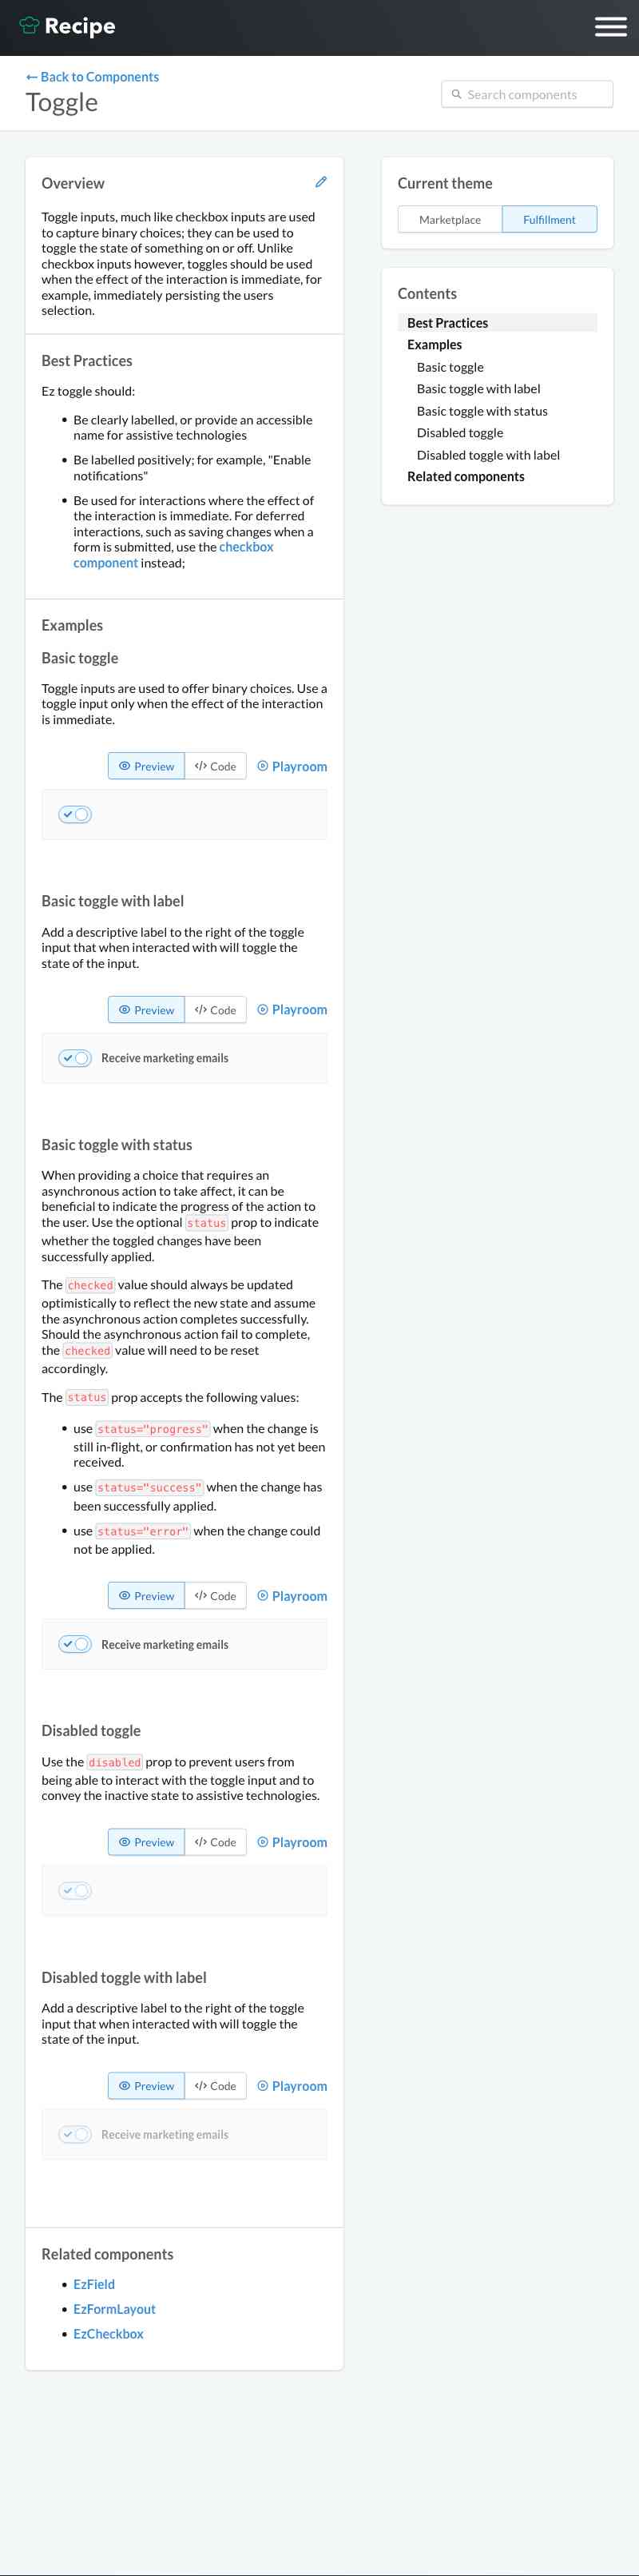 Recipe
← Back to Components
Toggle
Search components
Overview
Toggle inputs, much like checkbox inputs are used
to capture binary choices; they can be used to
toggle the state of something on or off. Unlike
checkbox inputs however, toggles should be used
when the effect of the interaction is immediate, for
example, immediately persisting the users
selection.
Best Practices
Ez toggle should:
• Be clearly labelled, or provide an accessible
name for assistive technologies
• Be labelled positively; for example, "Enable
notifications"
• Be used for interactions where the effect of
the interaction is immediate. For deferred
interactions, such as saving changes when a
form is submitted, use the checkbox
component instead;
Examples
Basic toggle
Toggle inputs are used to offer binary choices. Use a
toggle input only when the effect of the interaction
is immediate.
Preview </> Code Playroom
Basic toggle with label
Add a descriptive label to the right of the toggle
input that when interacted with will toggle the
state of the input.
Preview </> Code Playroom
Receive marketing emails
Basic toggle with status
When providing a choice that requires an
asynchronous action to take affect, it can be
beneficial to indicate the progress of the action to
the user. Use the optional status prop to indicate
whether the toggled changes have been
successfully applied.
The checked value should always be updated
optimistically to reflect the new state and assume
the asynchronous action completes successfully.
Should the asynchronous action fail to complete,
the checked value will need to be reset
accordingly.
The status prop accepts the following values:
• use status="progress" when the change is
still in-flight, or confirmation has not yet been
received.
• use status="success" when the change has
been successfully applied.
• use status="error" when the change could
not be applied.
Preview </> Code Playroom
Receive marketing emails
Disabled toggle
Use the disabled prop to prevent users from
being able to interact with the toggle input and to
convey the inactive state to assistive technologies.
Preview </> Code Playroom
Disabled toggle with label
Add a descriptive label to the right of the toggle
input that when interacted with will toggle the
state of the input.
Preview </> Code Playroom
Receive marketing emails
Related components
• EzField
• EzFormLayout
• EzCheckbox
Current theme
Marketplace Fulfillment
Contents
Best Practices
Examples
Basic toggle
Basic toggle with label
Basic toggle with status
Disabled toggle
Disabled toggle with label
Related components